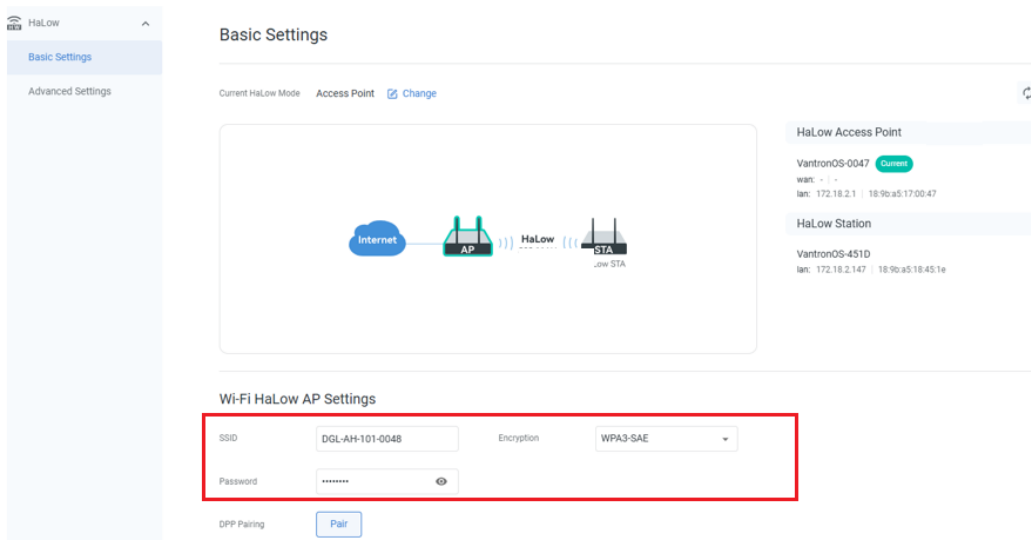 HaLow
Basic Settings
Advanced Settings
Basic Settings
Current HaLow Mode Access Point Change
HaLow Access Point
VantronOS-0047 Current
wan: - | -
lan: 172.18.2.1 | 18:9b:a5:17:00:47
HaLow Station
VantronOS-451D
lan: 172.18.2.147 | 18:9b:a5:18:45:1e
Internet AP HaLow STA
Low STA
Wi-Fi HaLow AP Settings
SSID DGL-AH-101-0048 Encryption WPA3-SAE
Password ········
DPP Pairing Pair